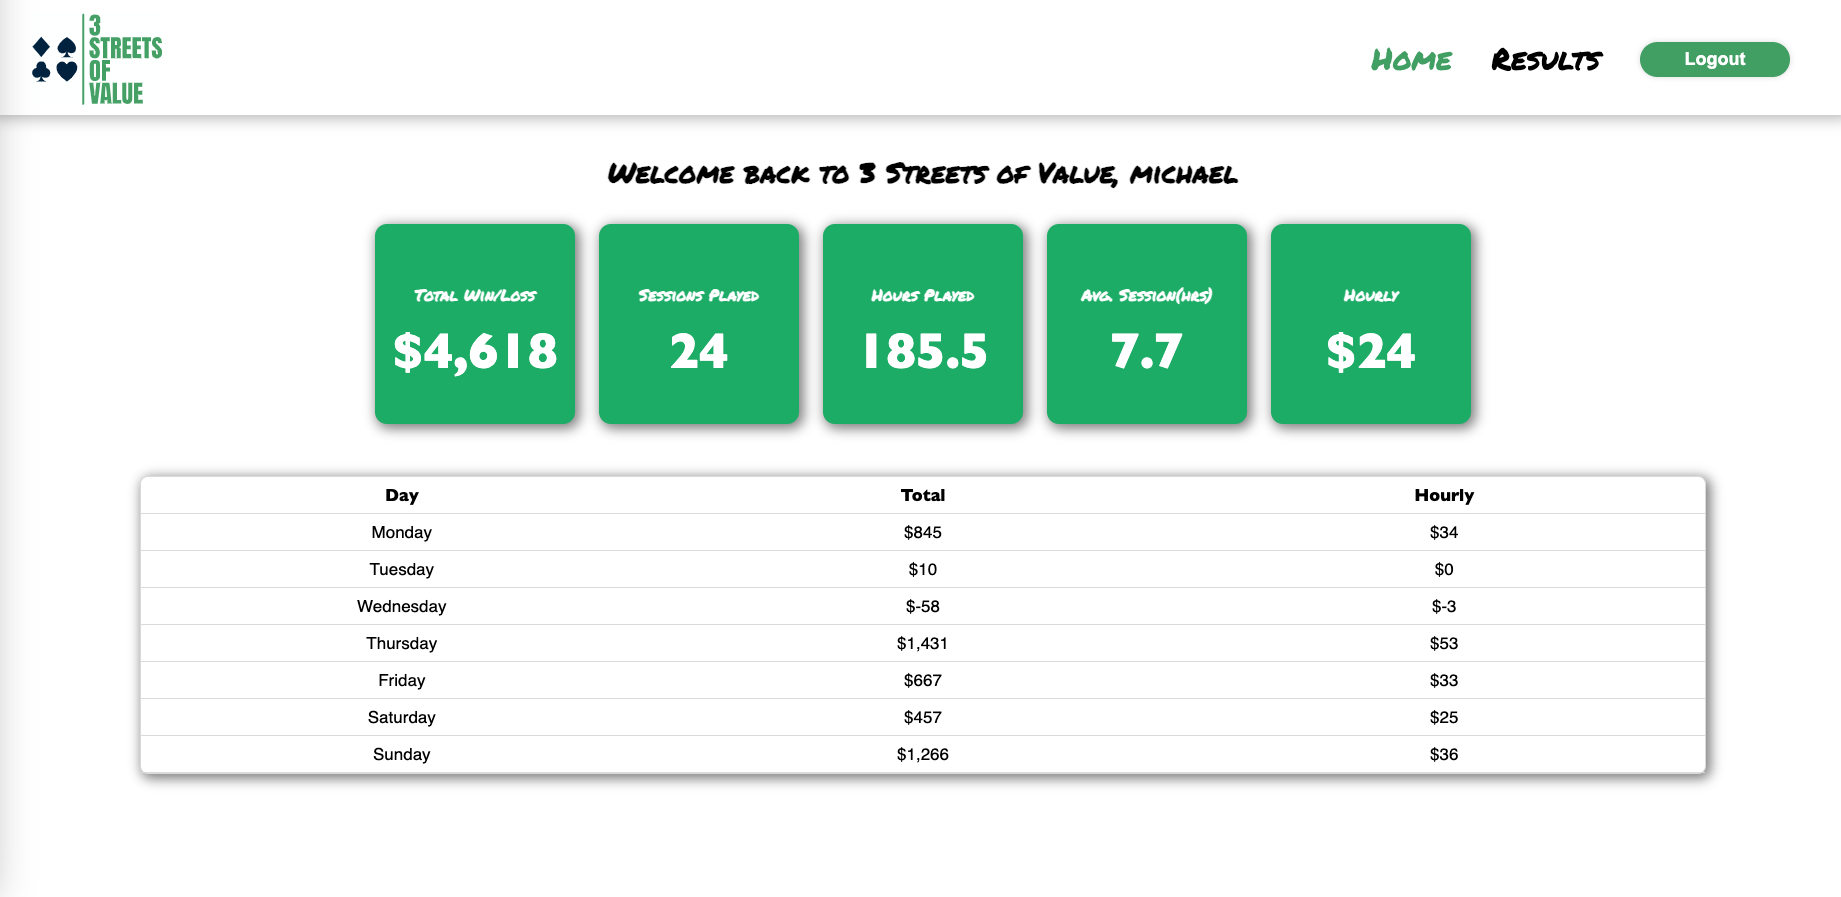 3
STREETS
OF
VALUE
Home Results Logout
Welcome back to 3 Streets of Value, michael
Total Win/Loss Sessions Played Hours Played Avg. Session(hrs) Hourly
$4,618 24 185.5 7.7 $24
Day Total Hourly
Monday $845 $34
Tuesday $10 $0
Wednesday $-58 $-3
Thursday $1,431 $53
Friday $667 $33
Saturday $457 $25
Sunday $1,266 $36